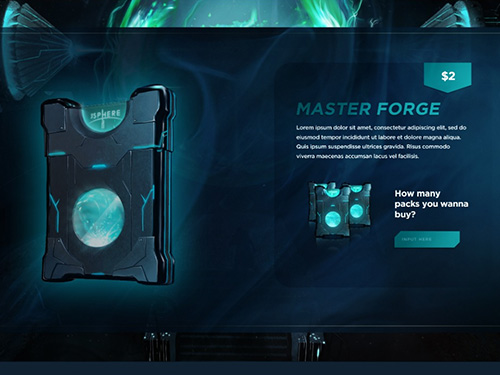 $2
XSPHERE
MASTER FORGE
Lorem ipsum dolor sit amet, consectetur adipiscing elit, sed do
eiusmod tempor incididunt ut labore et dolore magna aliqua.
Quis ipsum suspendisse ultrices gravida. Risus commodo
viverra maecenas accumsan lacus vel facilisis.
How many
packs you wanna
buy?
INPUT HERE